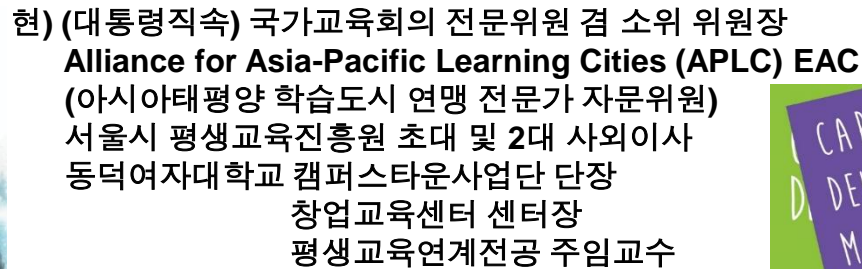 현) (대통령직속) 국가교육회의 전문위원 겸 소위 위원장
Alliance for Asia-Pacific Learning Cities (APLC) EAC
(아시아태평양 학습도시 연맹 전문가 자문위원)
서울시 평생교육진흥원 초대 및 2대 사외이사
동덕여자대학교 캠퍼스타운사업단 단장
창업교육센터 센터장
평생교육연계전공 주임교수